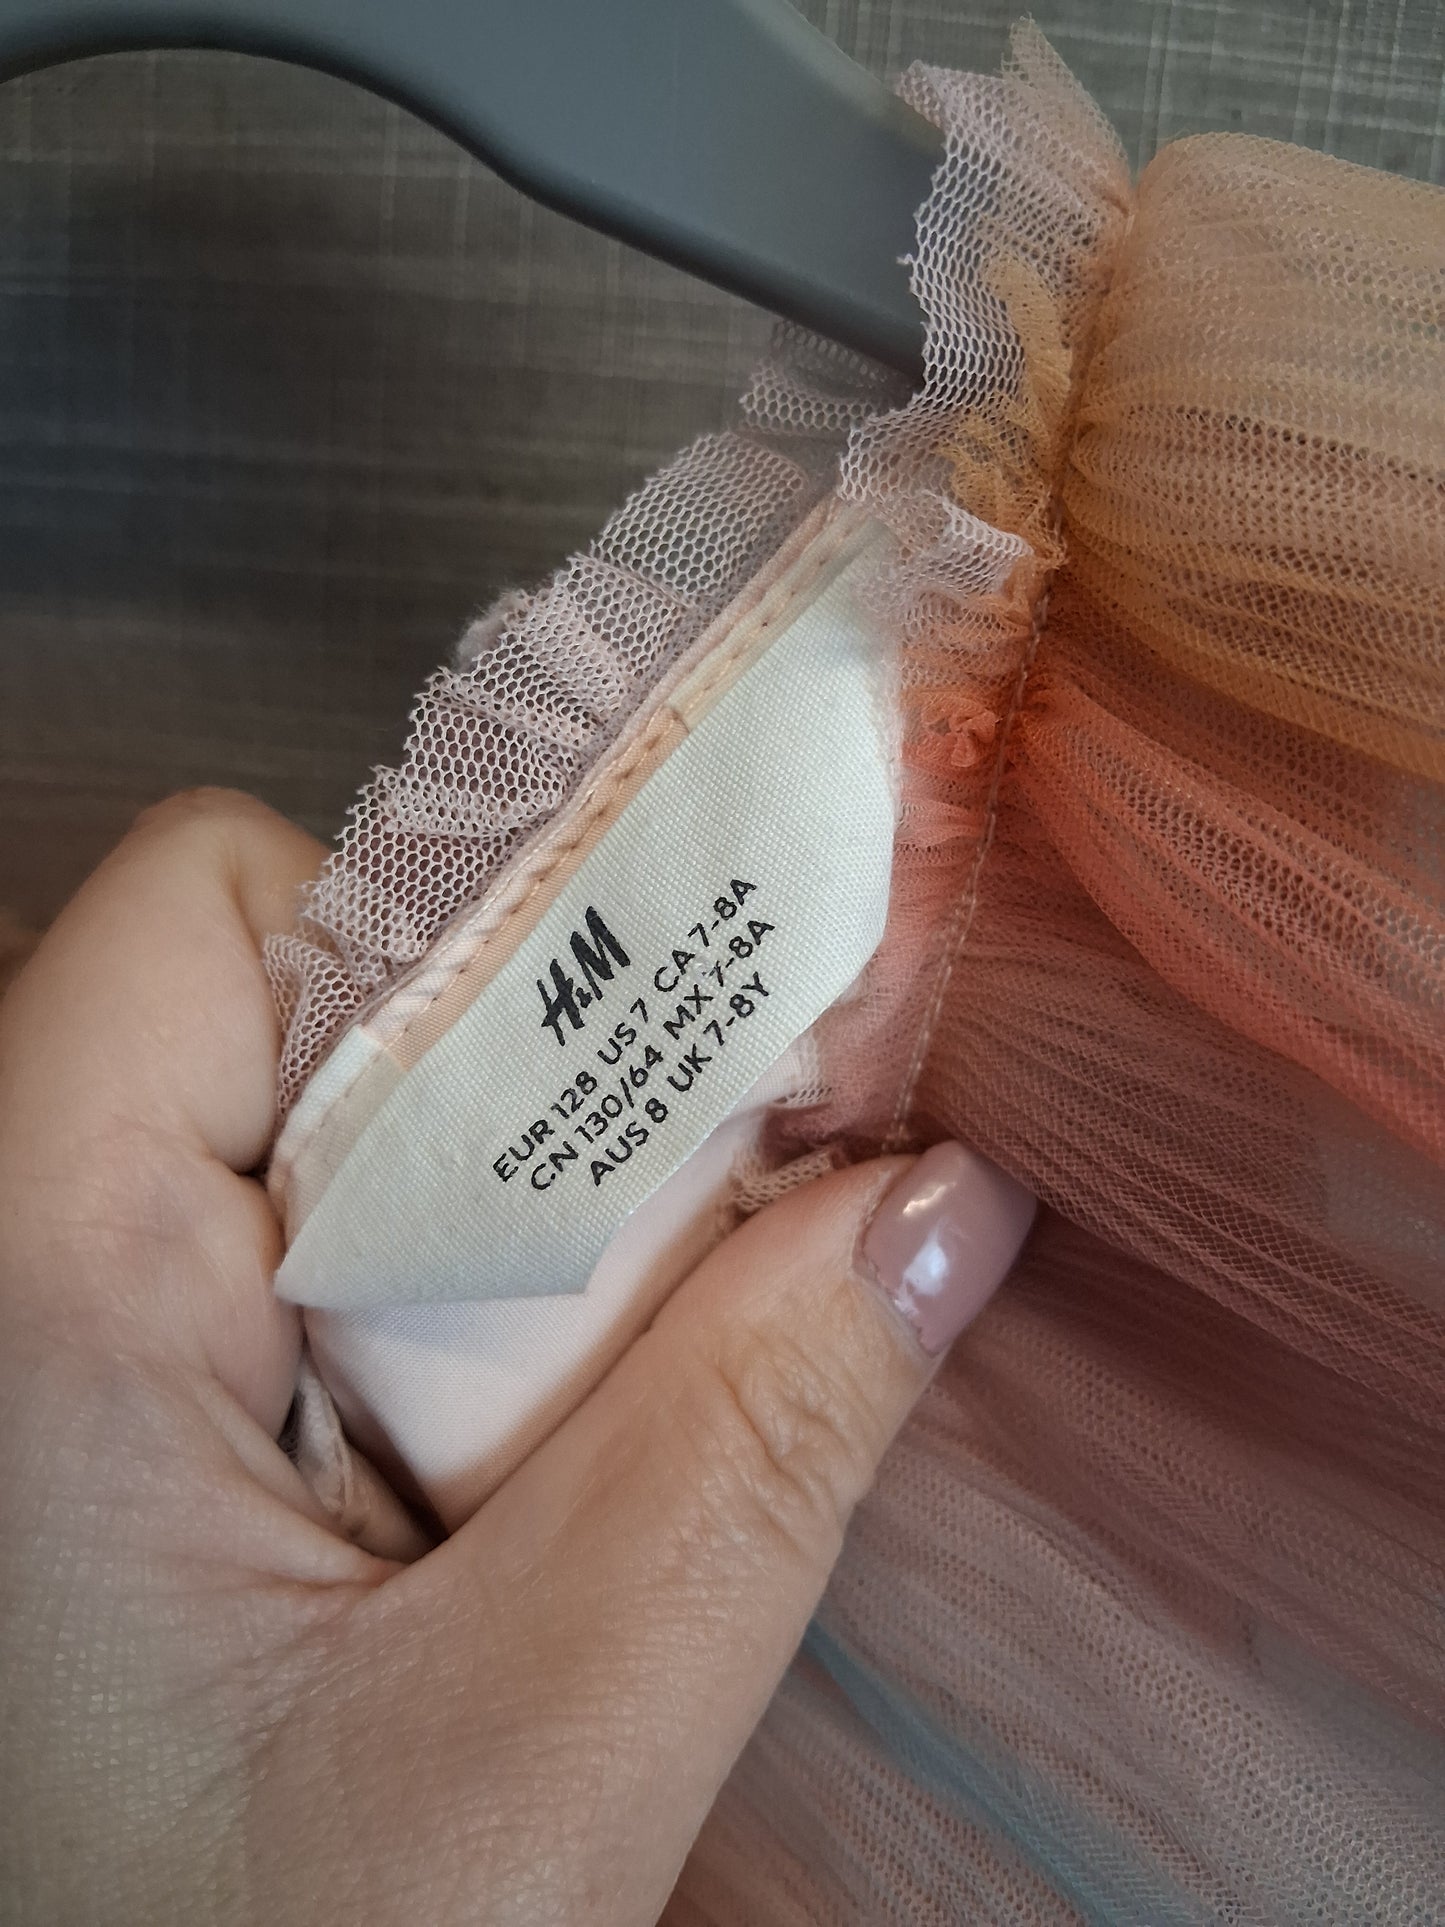 H&M
EUR 128 US 7 CA 7-8A
CN 130/64 MX 7-8A
AUS 8 UK 7-8Y